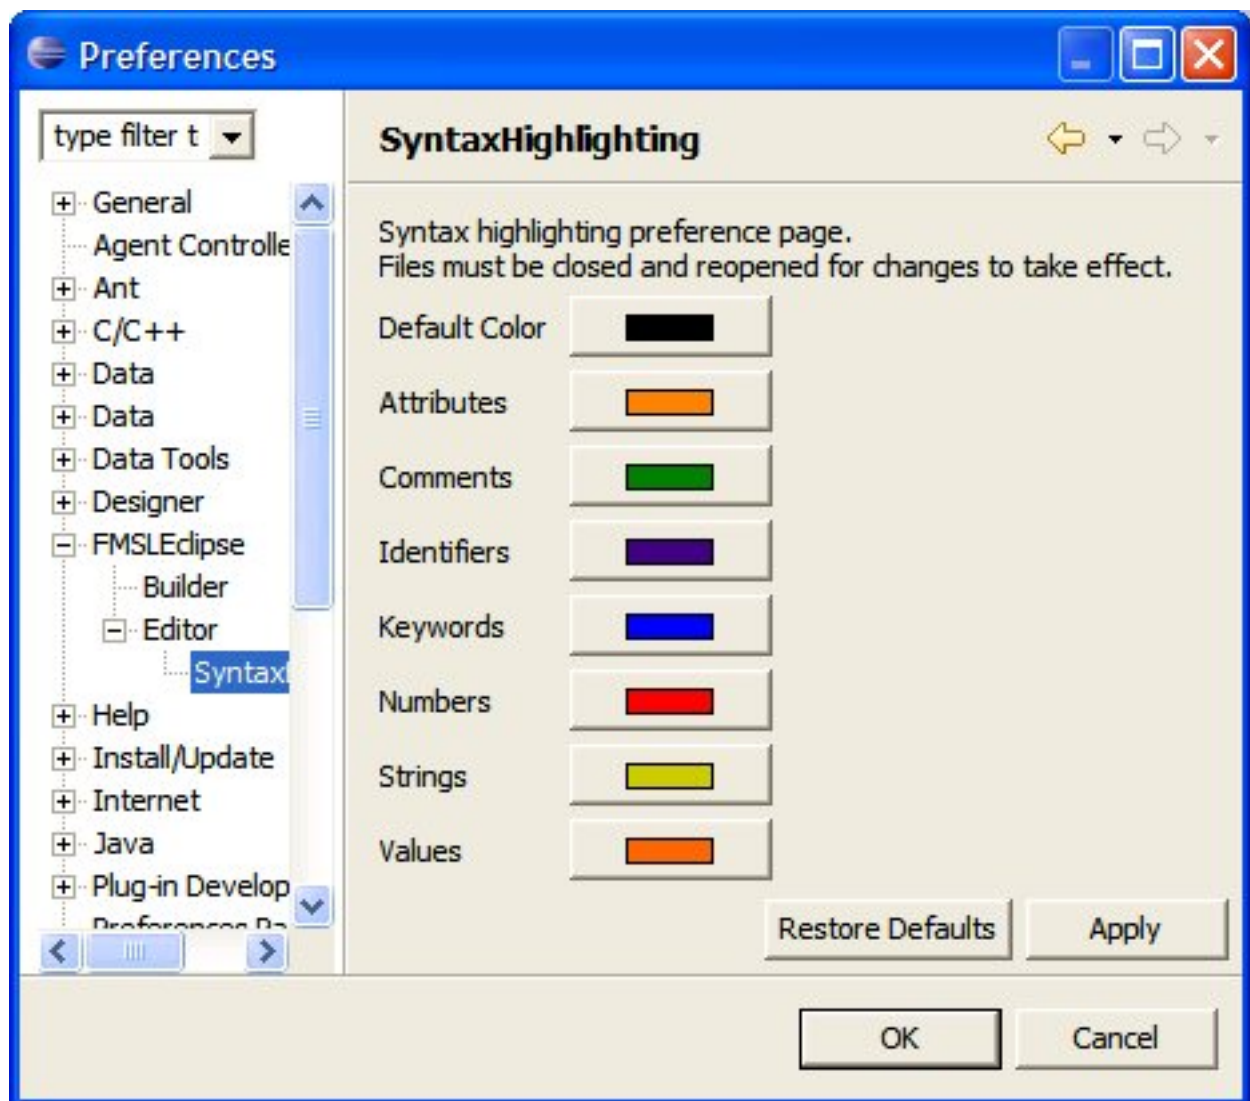 Preferences
type filter t
General
Agent Controlle
Ant
C/C++
Data
Data
Data Tools
Designer
FMSLEclipse
Builder
Editor
Syntax
Help
Install/Update
Internet
Java
Plug-in Develop
Preferences Pa
SyntaxHighlighting
Syntax highlighting preference page.
Files must be closed and reopened for changes to take effect.
Default Color
Attributes
Comments
Identifiers
Keywords
Numbers
Strings
Values
Restore Defaults
Apply
OK
Cancel